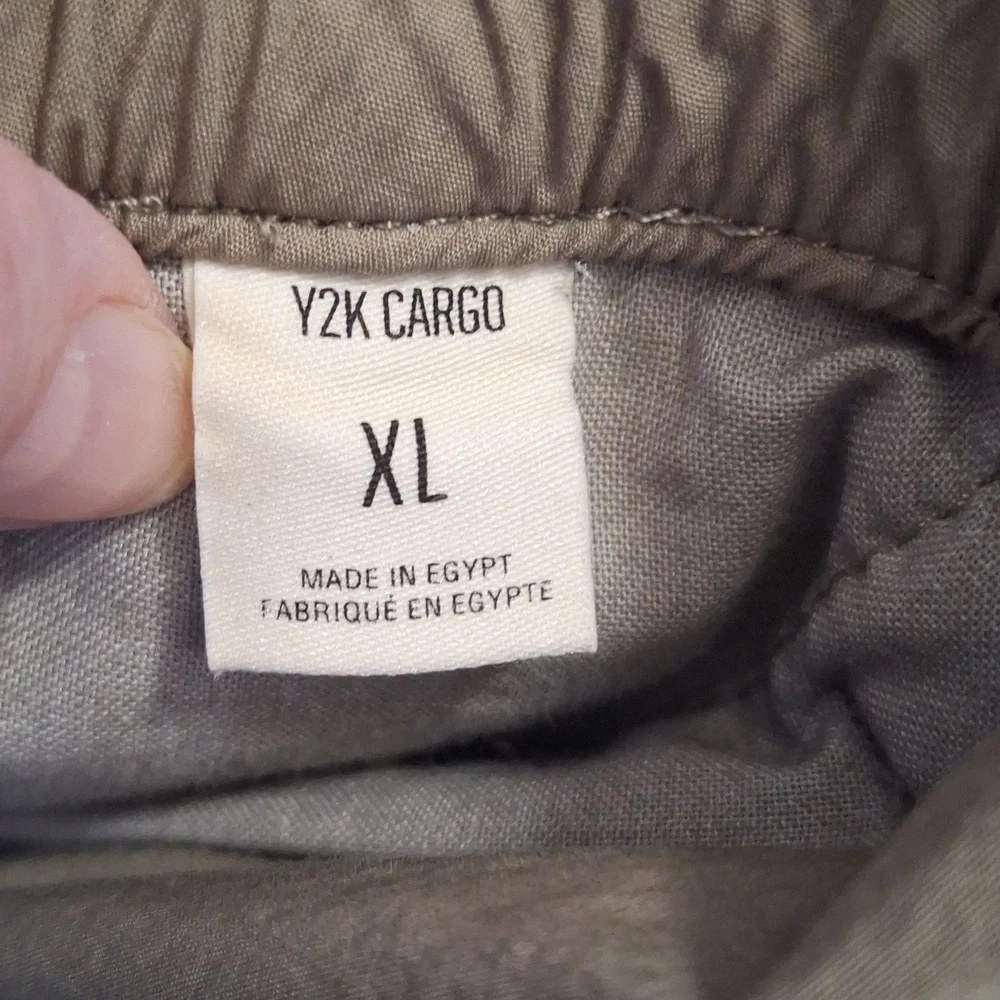 Y2K CARGO
XL
MADE IN EGYPT
FABRIQUÉ EN EGYPTE